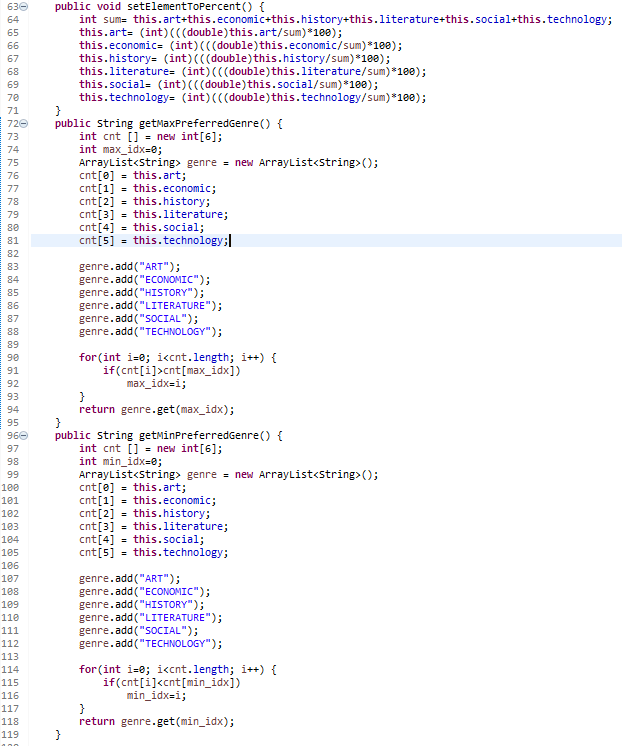 63 public void setElementToPercent() {
64 int sum= this.art+this.economic+this.history+this.literature+this.social+this.technology;
65 this.art= (int)(((double)this.art/sum)*100);
66 this.economic= (int)(((double)this.economic/sum)*100);
67 this.history= (int)(((double)this.history/sum)*100);
68 this.literature= (int)(((double)this.literature/sum)*100);
69 this.social= (int)(((double)this.social/sum)*100);
70 this.technology= (int)(((double)this.technology/sum)*100);
71 }
72 public String getMaxPreferredGenre() {
73 int cnt [] = new int[6];
74 int max_idx=0;
75 ArrayList<String> genre = new ArrayList<String>();
76 cnt[0] = this.art;
77 cnt[1] = this.economic;
78 cnt[2] = this.history;
79 cnt[3] = this.literature;
80 cnt[4] = this.social;
81 cnt[5] = this.technology;
82
83 genre.add("ART");
84 genre.add("ECONOMIC");
85 genre.add("HISTORY");
86 genre.add("LITERATURE");
87 genre.add("SOCIAL");
88 genre.add("TECHNOLOGY");
89
90 for(int i=0; i<cnt.length; i++) {
91 if(cnt[i]>cnt[max_idx])
92 max_idx=i;
93 }
94 return genre.get(max_idx);
95 }
96 public String getMinPreferredGenre() {
97 int cnt [] = new int[6];
98 int min_idx=0;
99 ArrayList<String> genre = new ArrayList<String>();
100 cnt[0] = this.art;
101 cnt[1] = this.economic;
102 cnt[2] = this.history;
103 cnt[3] = this.literature;
104 cnt[4] = this.social;
105 cnt[5] = this.technology;
106
107 genre.add("ART");
108 genre.add("ECONOMIC");
109 genre.add("HISTORY");
110 genre.add("LITERATURE");
111 genre.add("SOCIAL");
112 genre.add("TECHNOLOGY");
113
114 for(int i=0; i<cnt.length; i++) {
115 if(cnt[i]<cnt[min_idx])
116 min_idx=i;
117 }
118 return genre.get(min_idx);
119 }